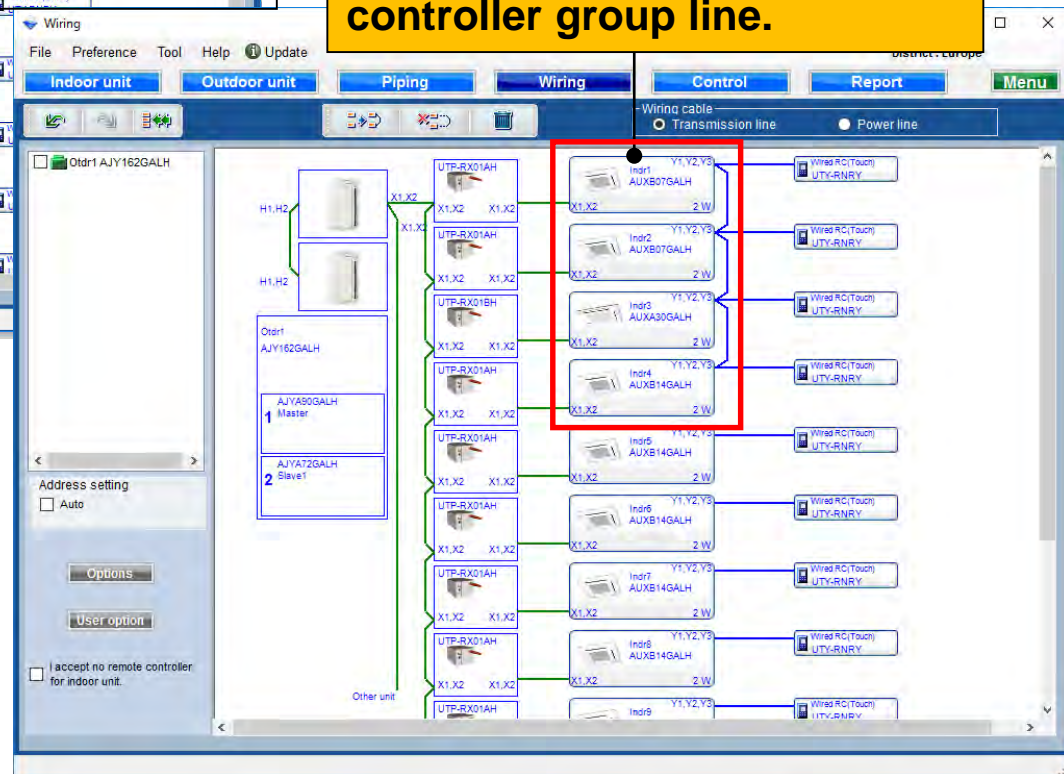 controller group line.
Wiring
File Preference Tool Help Update
District : Europe
Indoor unit Outdoor unit Piping Wiring Control Report Menu
Wiring cable
Transmission line Power line
Otdr1 AJY162GALH
Address setting
Auto
Options
User option
I accept no remote controller
for indoor unit.
H1,H2
H1,H2
X1,X2
Otdr1
AJY162GALH
AJYA90GALH
1 Master
AJYA72GALH
2 Slave1
Other unit
UTP-RX01AH
X1,X2 X1,X2
Y1,Y2,Y3
Indr1
AUXB07GALH
X1,X2 2 W
Wired RC(Touch)
UTY-RNRY
UTP-RX01AH
X1,X2 X1,X2
Y1,Y2,Y3
Indr2
AUXB07GALH
X1,X2 2 W
Wired RC(Touch)
UTY-RNRY
UTP-RX01BH
X1,X2 X1,X2
Y1,Y2,Y3
Indr3
AUXA30GALH
X1,X2 2 W
Wired RC(Touch)
UTY-RNRY
UTP-RX01AH
X1,X2 X1,X2
Y1,Y2,Y3
Indr4
AUXB14GALH
X1,X2 2 W
Wired RC(Touch)
UTY-RNRY
UTP-RX01AH
X1,X2 X1,X2
Y1,Y2,Y3
Indr5
AUXB14GALH
X1,X2 2 W
Wired RC(Touch)
UTY-RNRY
UTP-RX01AH
X1,X2 X1,X2
Y1,Y2,Y3
Indr6
AUXB14GALH
X1,X2 2 W
Wired RC(Touch)
UTY-RNRY
UTP-RX01AH
X1,X2 X1,X2
Y1,Y2,Y3
Indr7
AUXB14GALH
X1,X2 2 W
Wired RC(Touch)
UTY-RNRY
UTP-RX01AH
X1,X2 X1,X2
Y1,Y2,Y3
Indr8
AUXB14GALH
X1,X2 2 W
Wired RC(Touch)
UTY-RNRY
UTP-RX01AH
Y1,Y2,Y3
Indr9
Wired RC(Touch)
UTY-RNRY